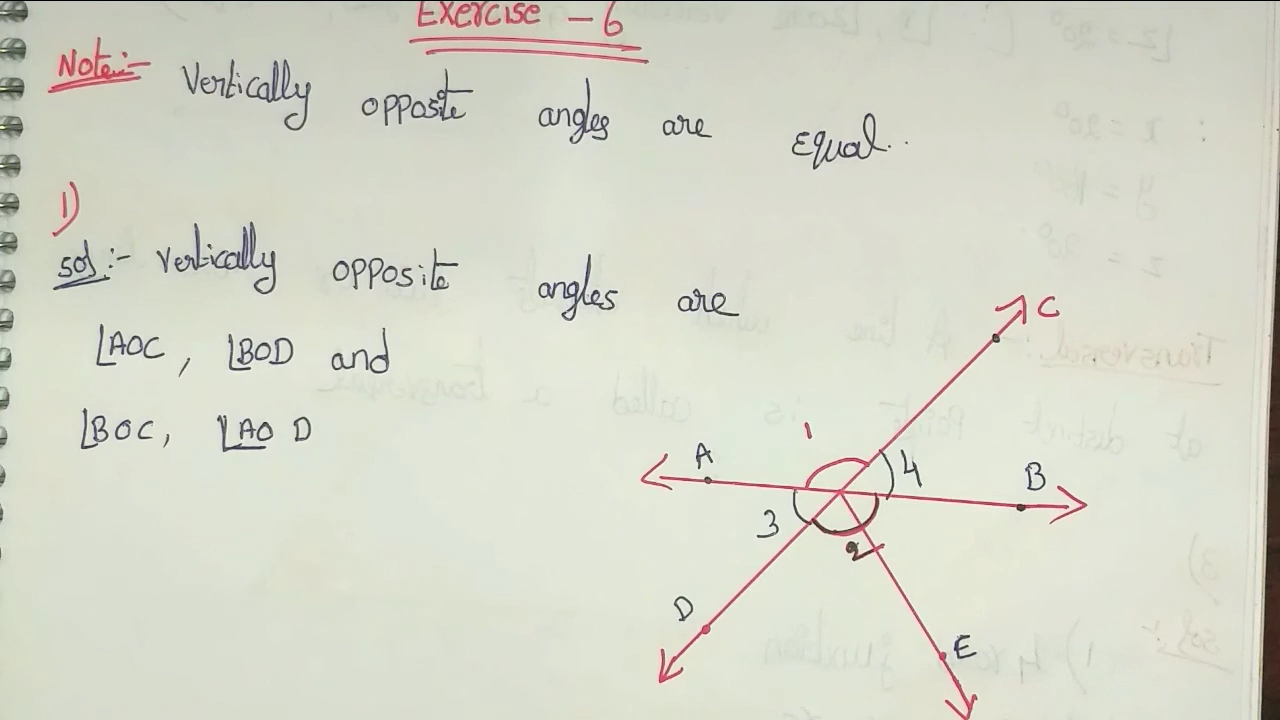 Exercise - 6
Note:- Vertically opposite angles are Equal..
1)
Sol:- Vertically opposite angles are
∠AOC, ∠BOD and
∠BOC, ∠AOD
C
1
A
4
B
3
2
D
E